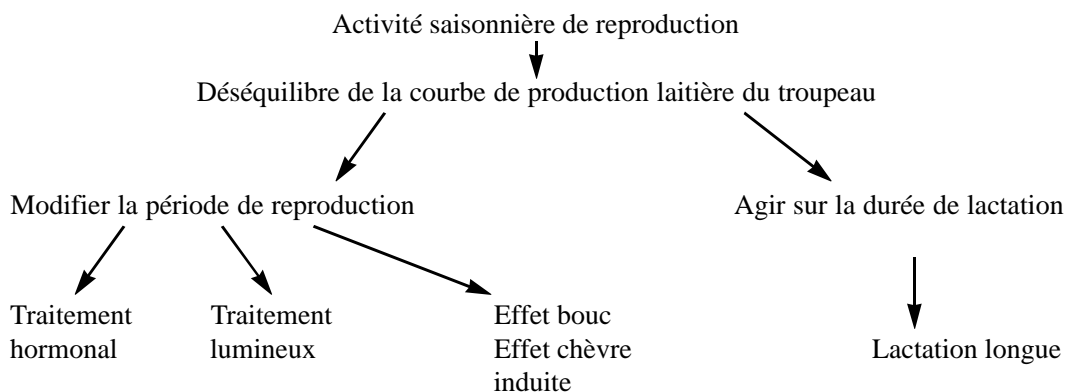 Activité saisonnière de reproduction
Déséquilibre de la courbe de production laitière du troupeau
Modifier la période de reproduction
Agir sur la durée de lactation
Traitement
hormonal
Traitement
lumineux
Effet bouc
Effet chèvre
induite
Lactation longue